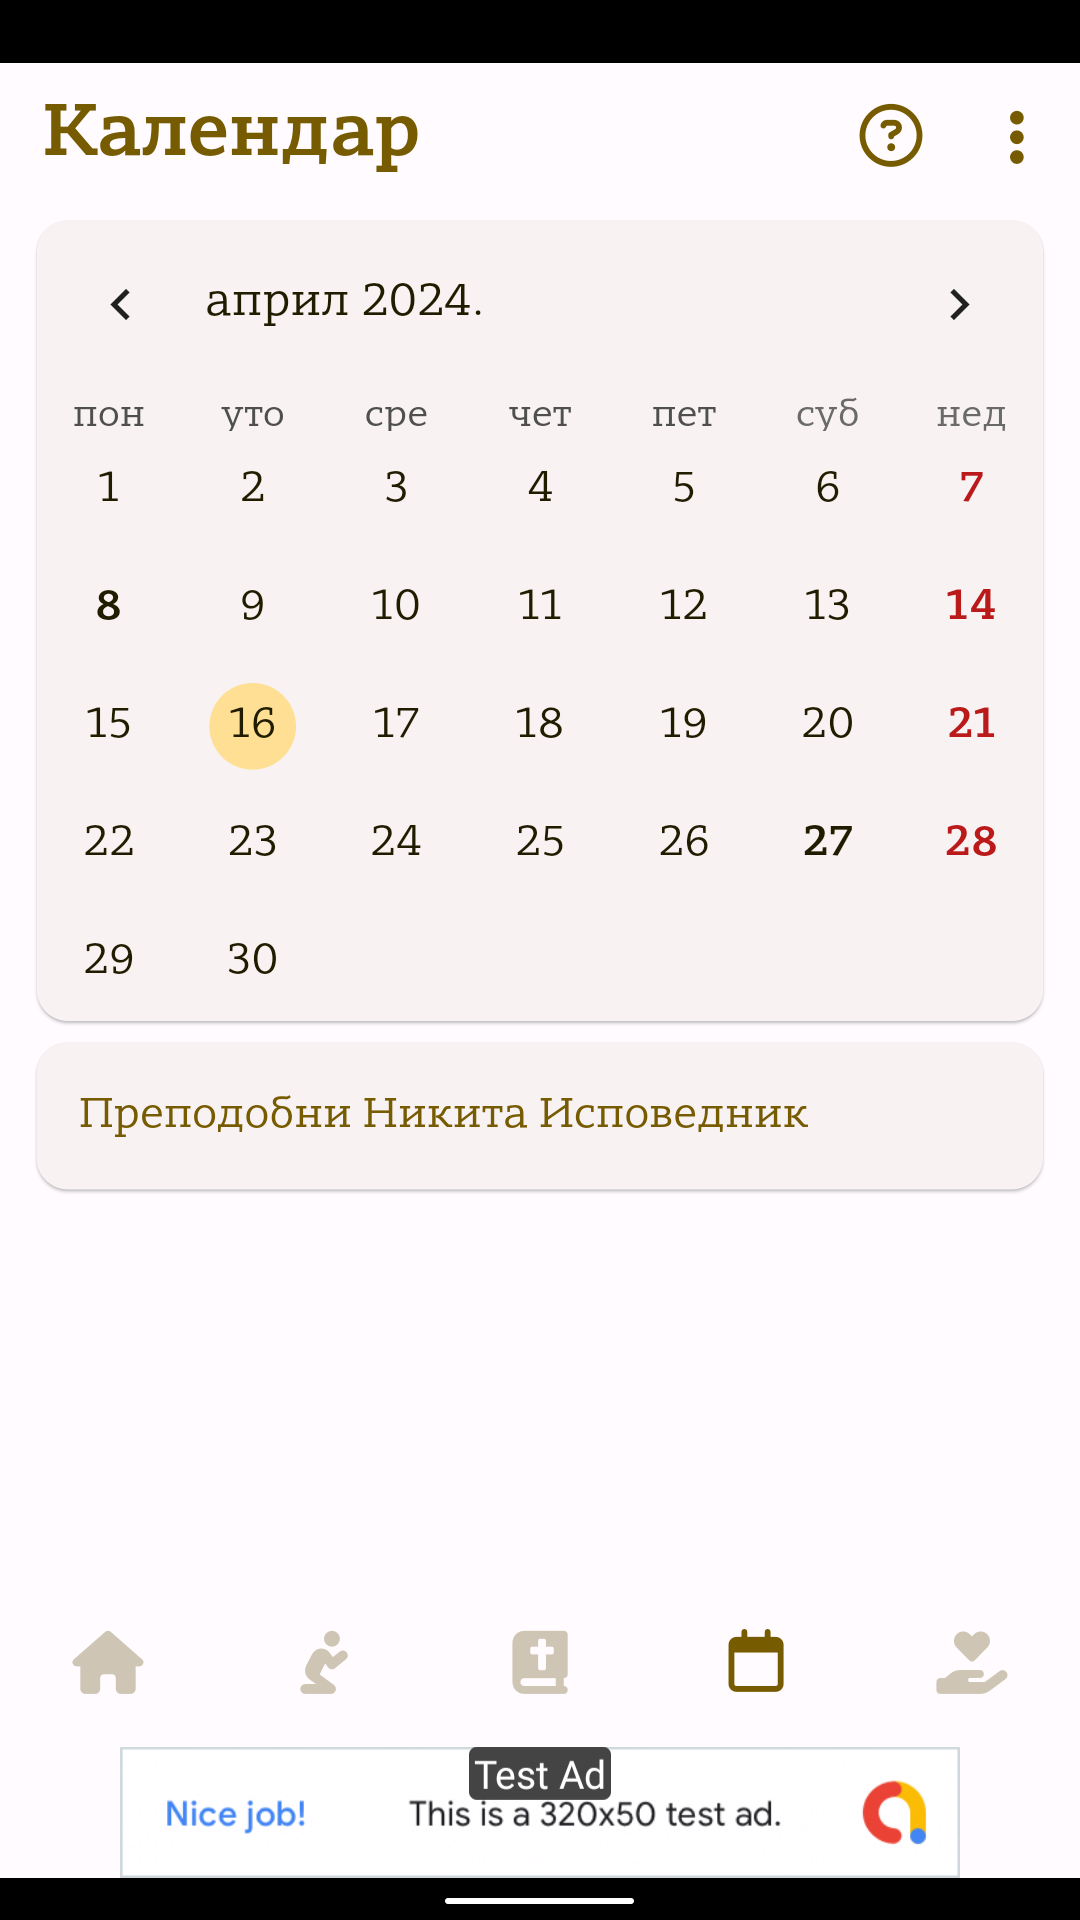 Календар
април 2024.
пон уто сре чет пет суб нед
1 2 3 4 5 6 7
8 9 10 11 12 13 14
15 16 17 18 19 20 21
22 23 24 25 26 27 28
29 30
Преподобни Никита Исповедник
Test Ad
Nice job! This is a 320x50 test ad.